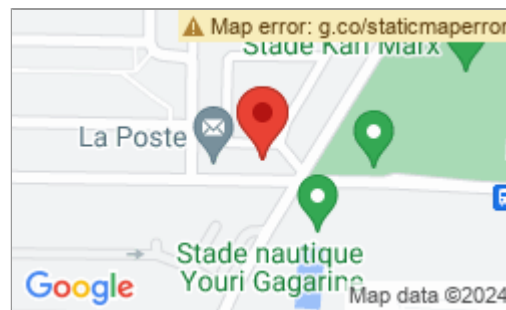 Map error: g.co/staticmaperror
Stade Karl Marx
La Poste
Stade nautique
Youri Gagarine
Google
Map data ©2024